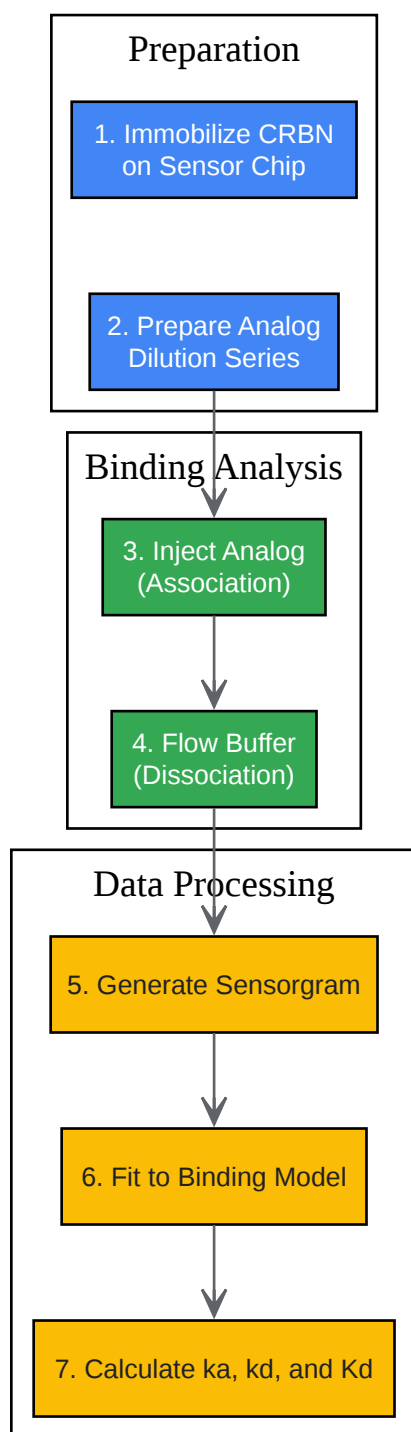 Preparation
1. Immobilize CRBN
on Sensor Chip
2. Prepare Analog
Dilution Series
Binding Analysis
3. Inject Analog
(Association)
4. Flow Buffer
(Dissociation)
Data Processing
5. Generate Sensorgram
6. Fit to Binding Model
7. Calculate ka, kd, and Kd